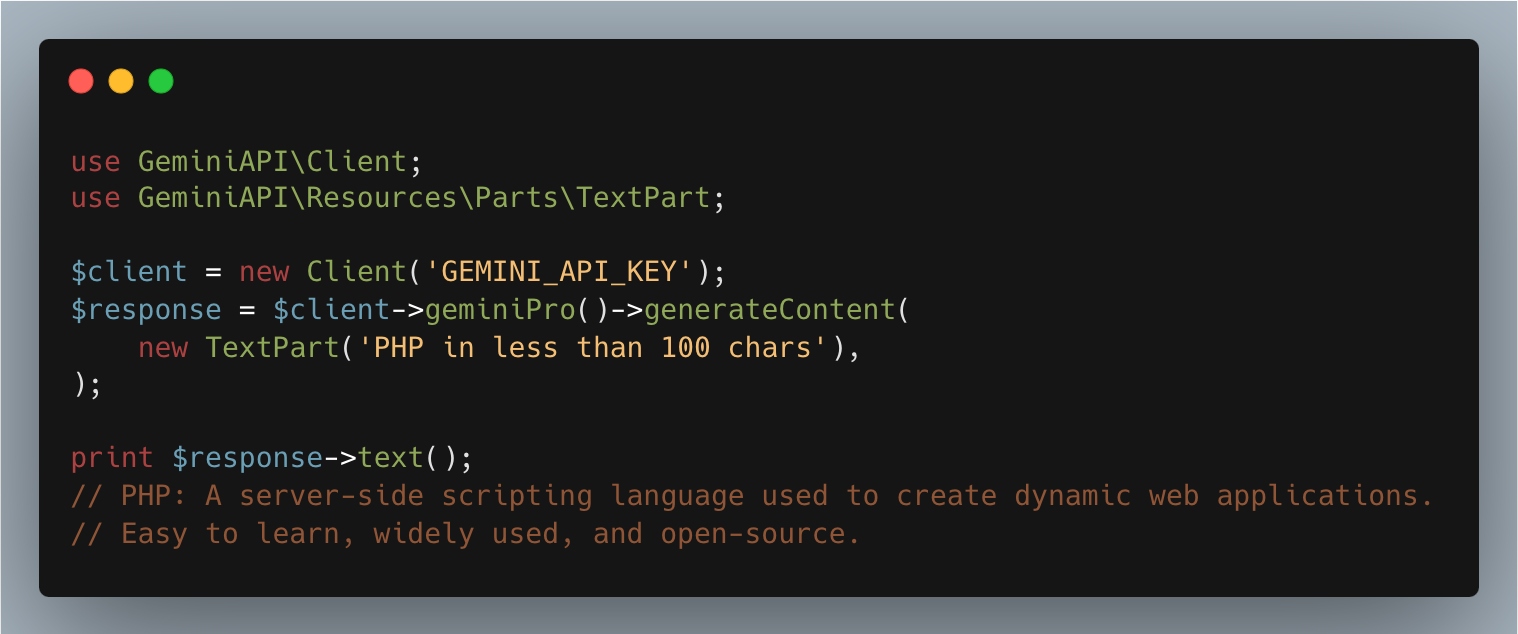 use GeminiAPI\Client;
use GeminiAPI\Resources\Parts\TextPart;

$client = new Client('GEMINI_API_KEY');
$response = $client->geminiPro()->generateContent(
    new TextPart('PHP in less than 100 chars'),
);

print $response->text();
// PHP: A server-side scripting language used to create dynamic web applications.
// Easy to learn, widely used, and open-source.